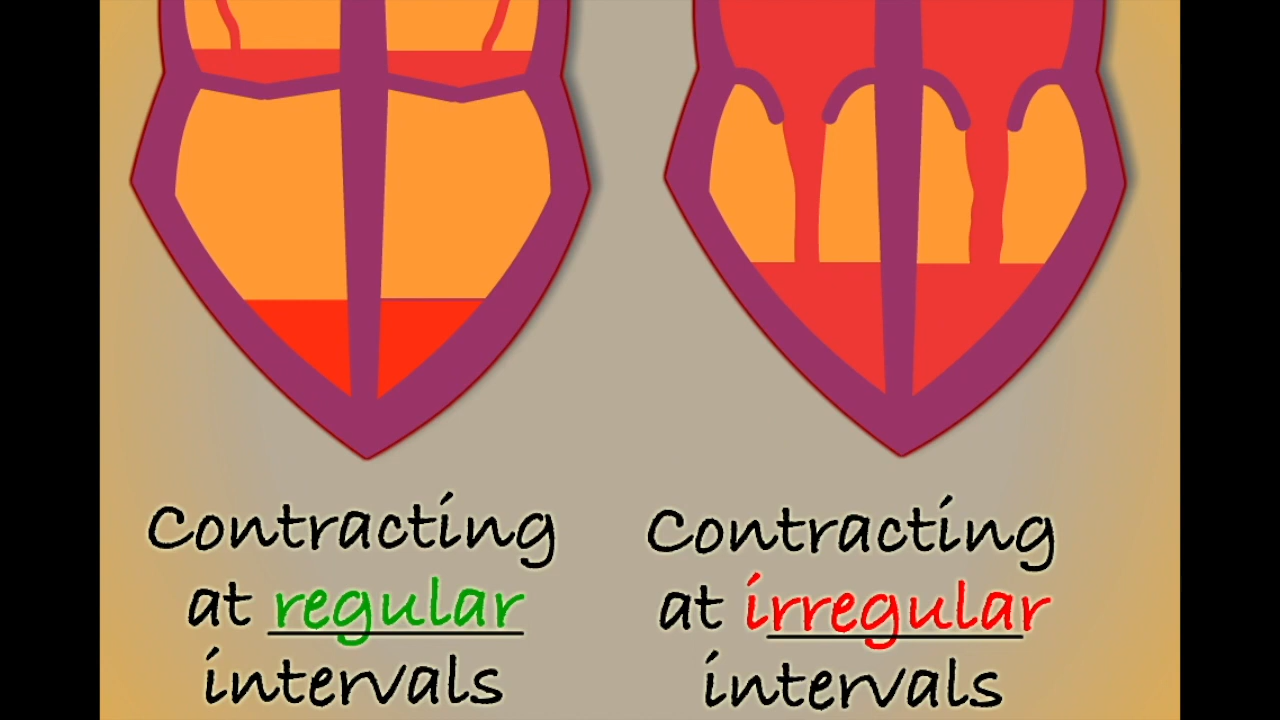 Contracting
at regular
intervals
Contracting
at irregular
intervals